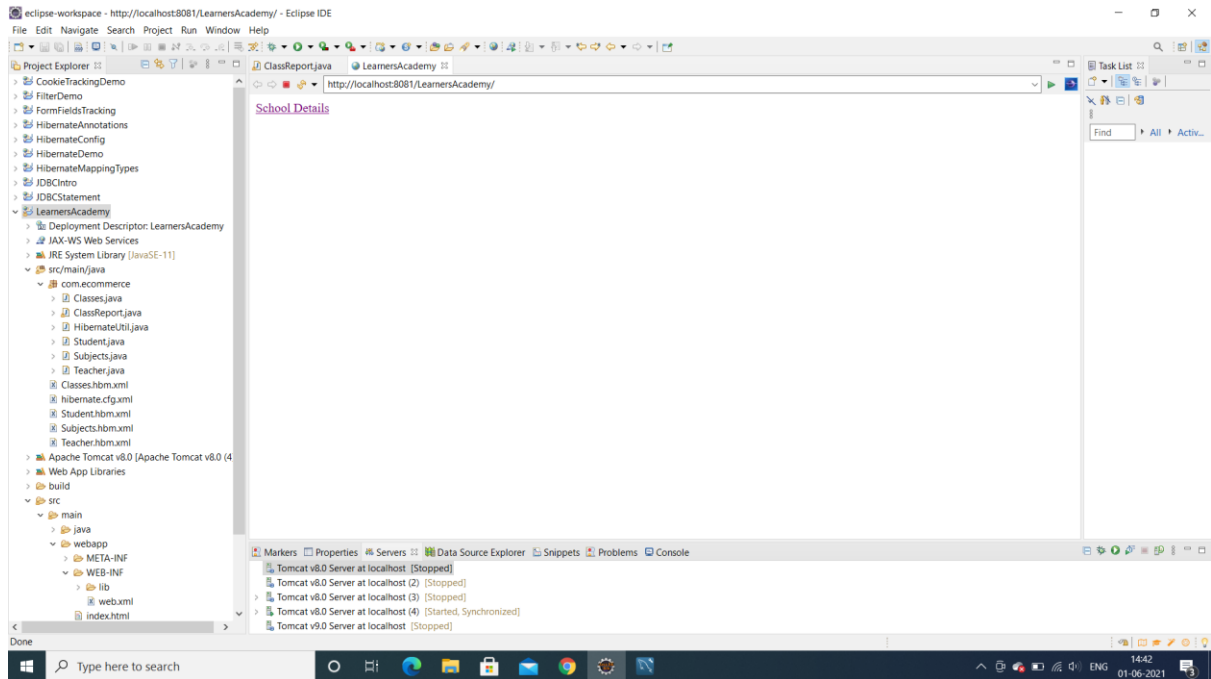 eclipse-workspace - http://localhost:8081/LearnersAcademy/ - Eclipse IDE
File Edit Navigate Search Project Run Window Help
Project Explorer
ClassReport.java
LearnersAcademy
Task List
http://localhost:8081/LearnersAcademy/
School Details
Find
All
Activ...
CookieTrackingDemo
FilterDemo
FormFieldsTracking
HibernateAnnotations
HibernateConfig
HibernateDemo
HibernateMappingTypes
JDBCIntro
JDBCStatement
LearnersAcademy
Deployment Descriptor: LearnersAcademy
JAX-WS Web Services
JRE System Library [JavaSE-11]
src/main/java
com.ecommerce
Classes.java
ClassReport.java
HibernateUtil.java
Student.java
Subjects.java
Teacher.java
Classes.hbm.xml
hibernate.cfg.xml
Student.hbm.xml
Subjects.hbm.xml
Teacher.hbm.xml
Apache Tomcat v8.0 [Apache Tomcat v8.0 (4
Web App Libraries
build
src
main
java
webapp
META-INF
WEB-INF
lib
web.xml
index.html
Markers Properties Servers Data Source Explorer Snippets Problems Console
Tomcat v8.0 Server at localhost [Stopped]
Tomcat v8.0 Server at localhost (2) [Stopped]
Tomcat v8.0 Server at localhost (3) [Stopped]
Tomcat v8.0 Server at localhost (4) [Started, Synchronized]
Tomcat v9.0 Server at localhost [Stopped]
Done
Type here to search
ENG
14:42
01-06-2021
3